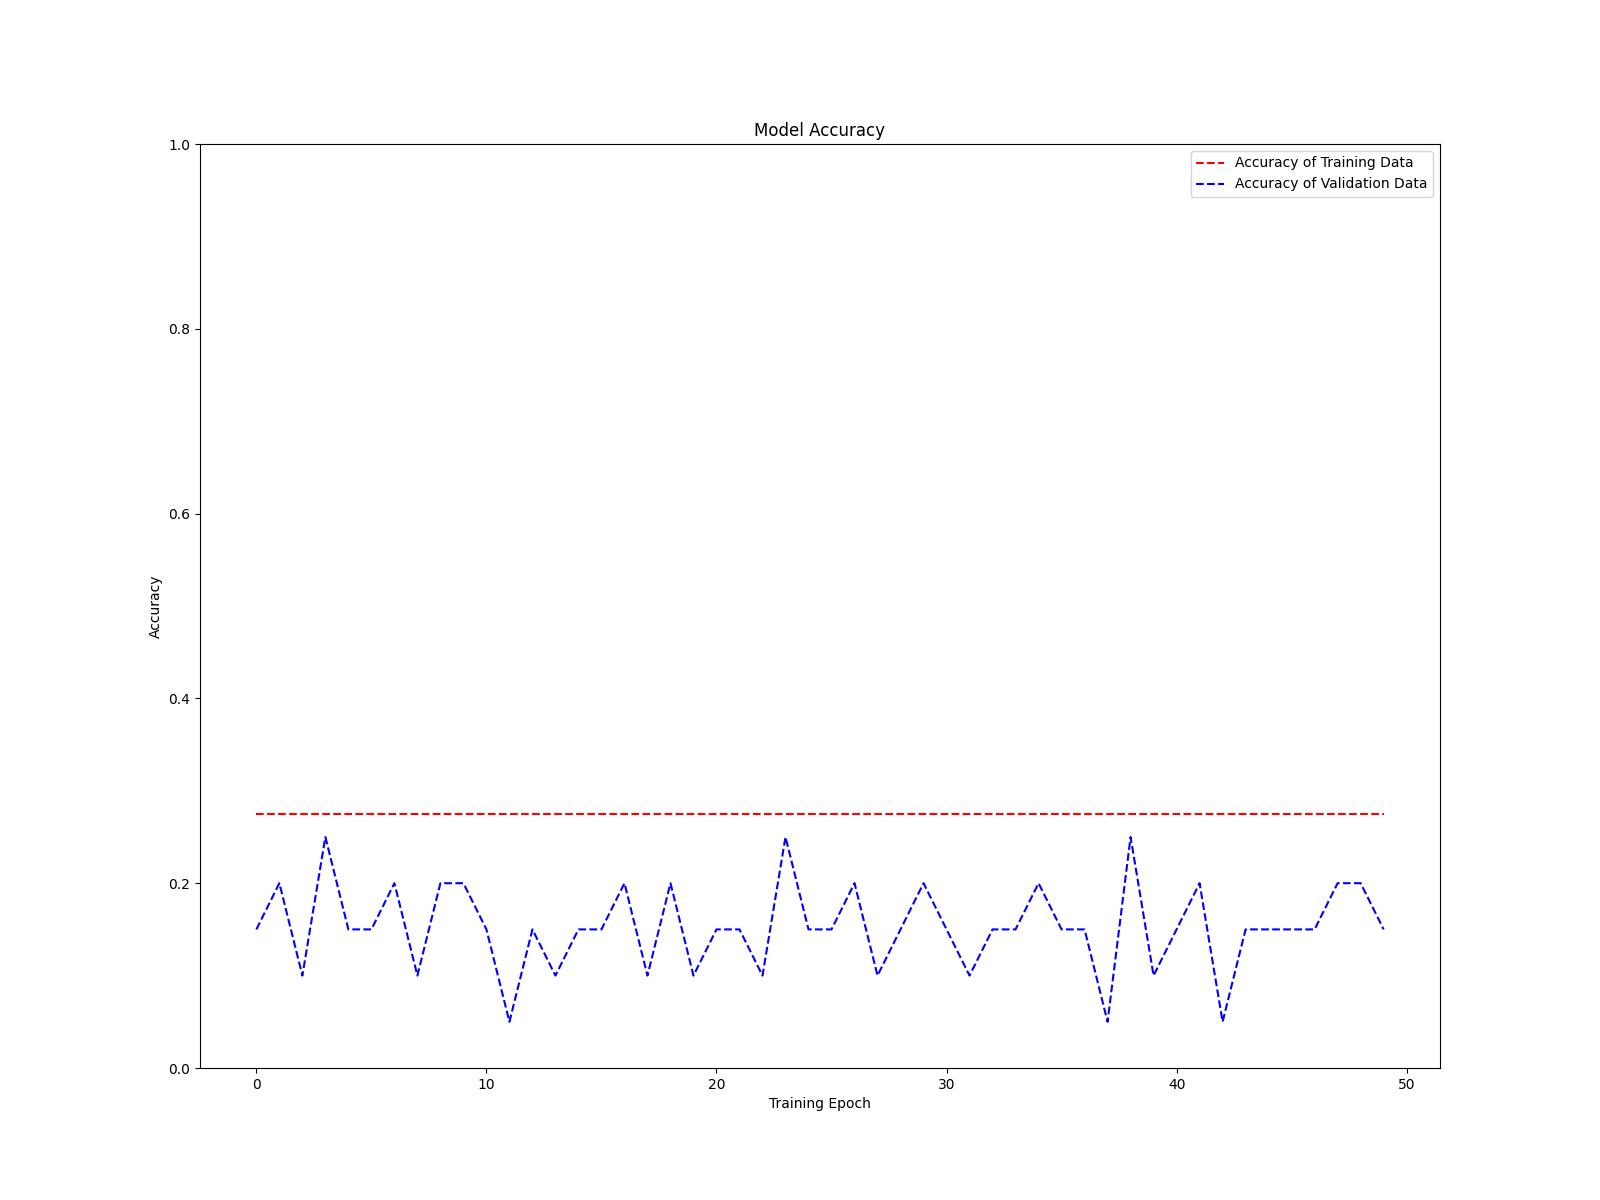 Model Accuracy
1.0
0.8
0.6
0.4
0.2
0.0
Accuracy
Accuracy of Training Data
Accuracy of Validation Data
0 10 20 30 40 50
Training Epoch